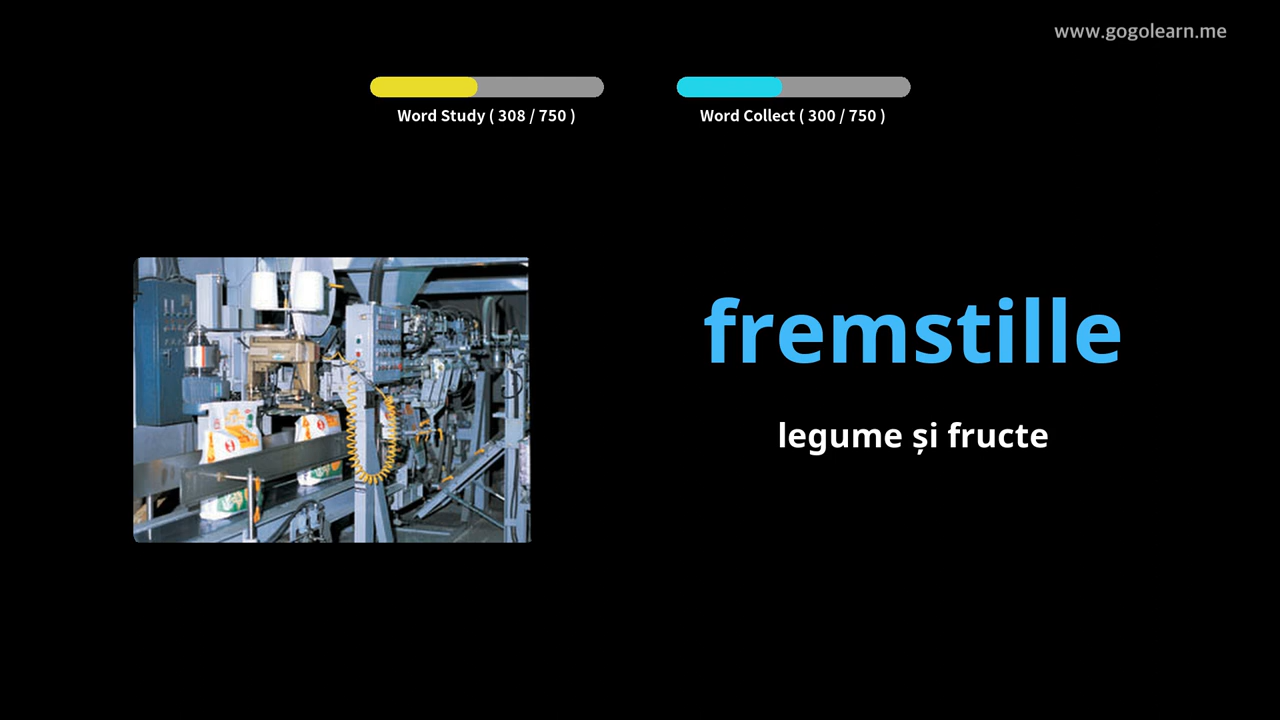 www.gogolearn.me
Word Study ( 308 / 750 )
Word Collect ( 300 / 750 )
fremstille
legume și fructe